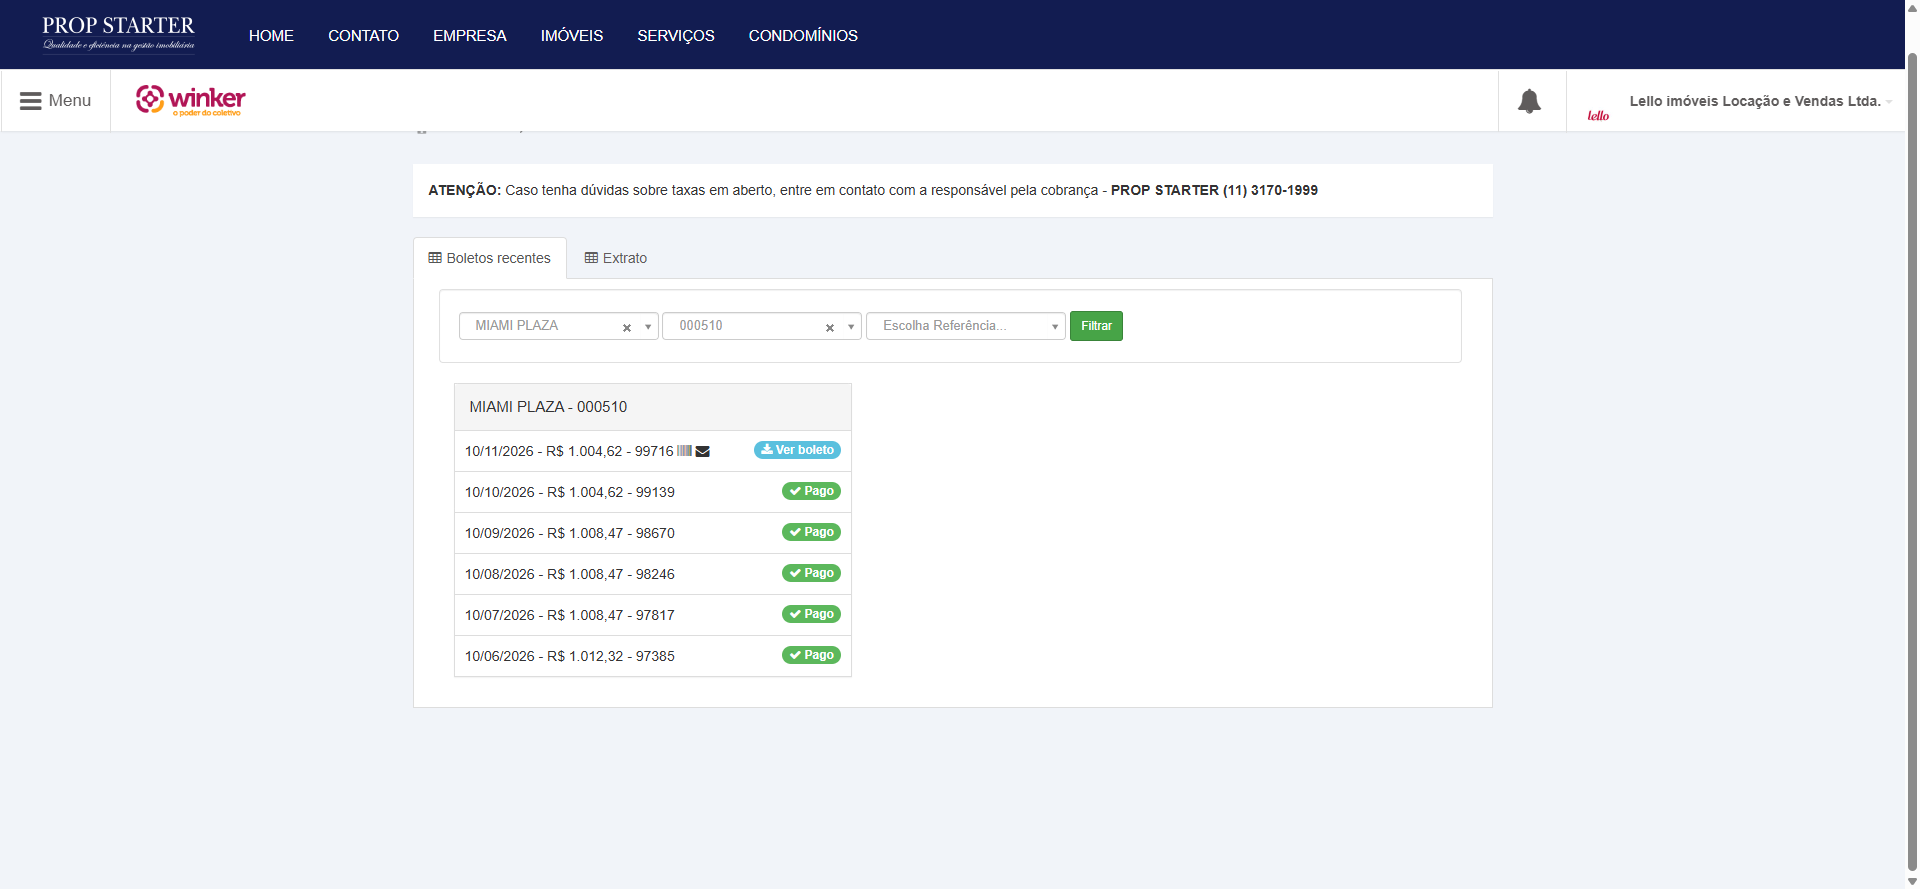 PROP STARTER
Qualidade e eficiência na gestão imobiliária
HOME
CONTATO
EMPRESA
IMÓVEIS
SERVIÇOS
CONDOMÍNIOS
Menu
winker
o poder do coletivo
lello
Lello imóveis Locação e Vendas Ltda.
ATENÇÃO: Caso tenha dúvidas sobre taxas em aberto, entre em contato com a responsável pela cobrança - PROP STARTER (11) 3170-1999
Boletos recentes
Extrato
MIAMI PLAZA
000510
Escolha Referência...
Filtrar
MIAMI PLAZA - 000510
10/11/2026 - R$ 1.004,62 - 99716
Ver boleto
10/10/2026 - R$ 1.004,62 - 99139
Pago
10/09/2026 - R$ 1.008,47 - 98670
Pago
10/08/2026 - R$ 1.008,47 - 98246
Pago
10/07/2026 - R$ 1.008,47 - 97817
Pago
10/06/2026 - R$ 1.012,32 - 97385
Pago